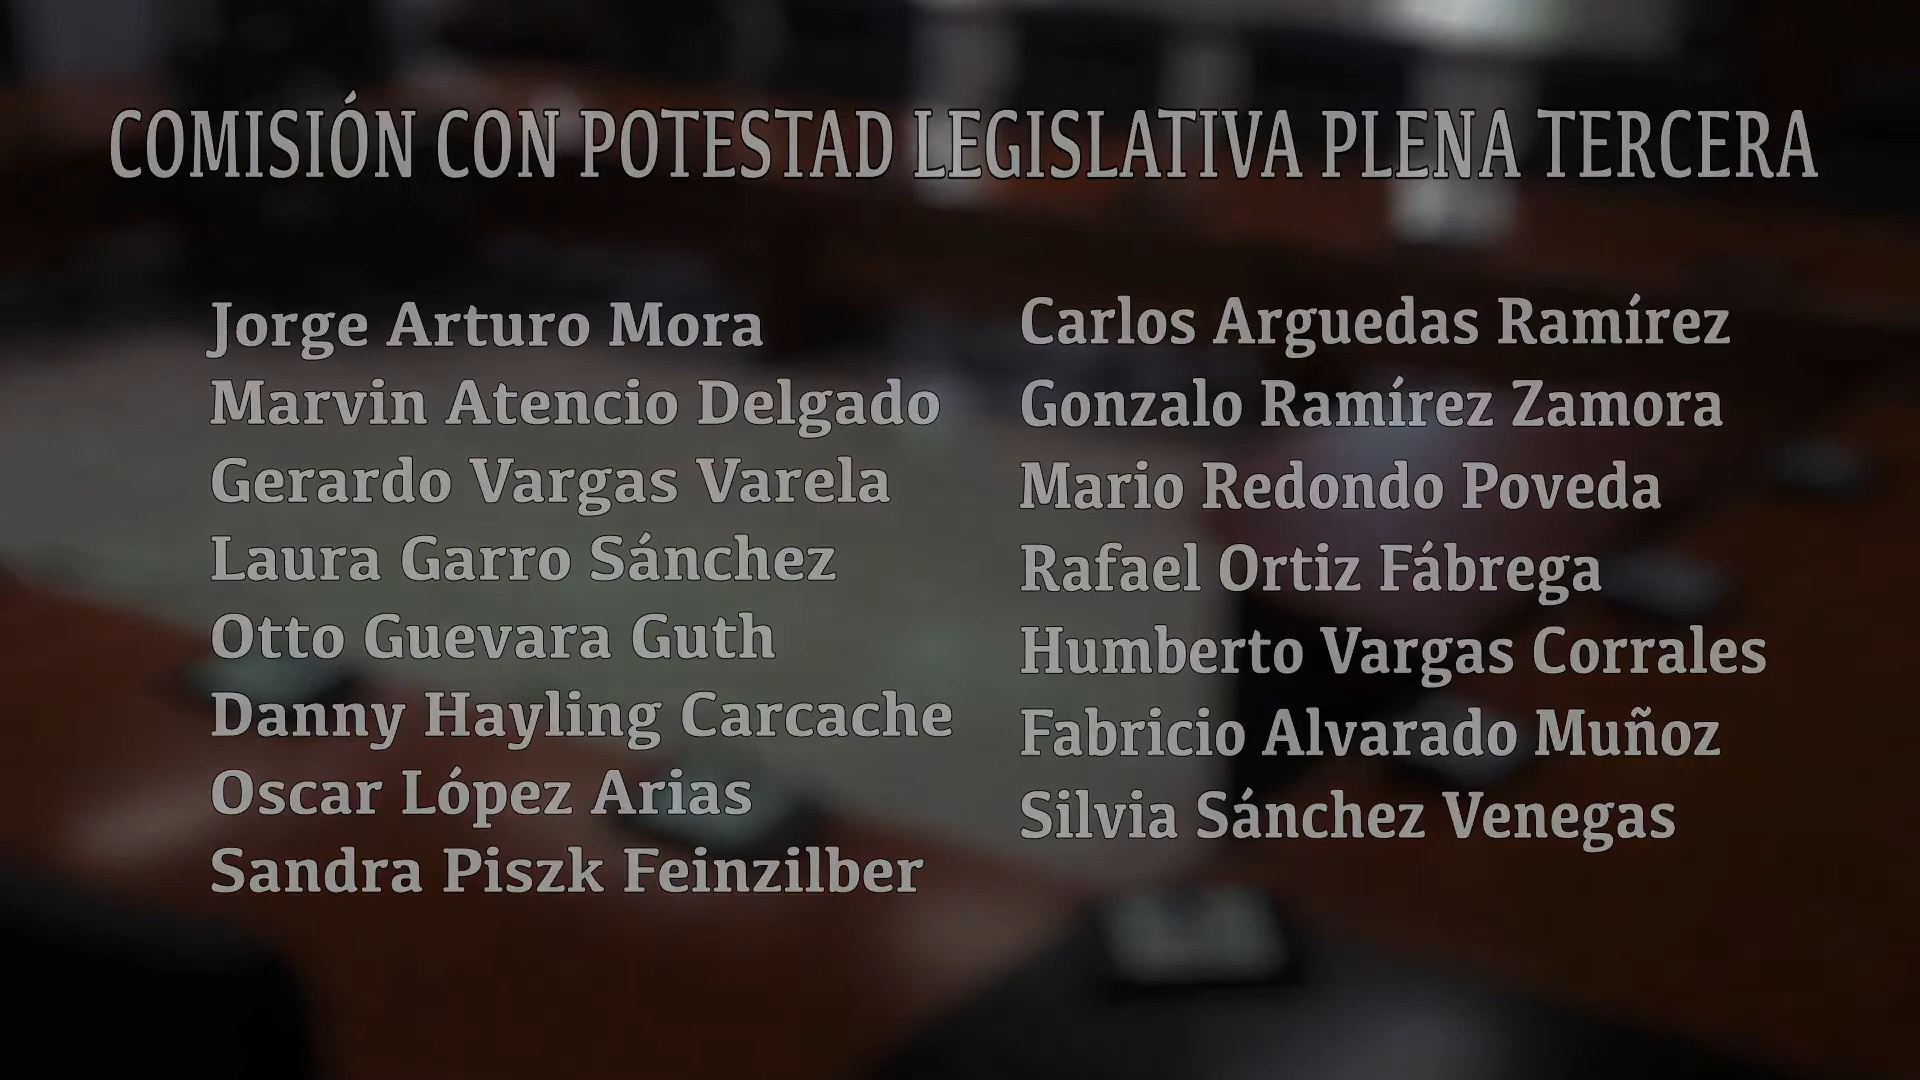 COMISIÓN CON POTESTAD LEGISLATIVA PLENA TERCERA
Jorge Arturo Mora
Marvin Atencio Delgado
Gerardo Vargas Varela
Laura Garro Sánchez
Otto Guevara Guth
Danny Hayling Carcache
Oscar López Arias
Sandra Piszk Feinzilber
Carlos Arguedas Ramírez
Gonzalo Ramírez Zamora
Mario Redondo Poveda
Rafael Ortiz Fábrega
Humberto Vargas Corrales
Fabricio Alvarado Muñoz
Silvia Sánchez Venegas